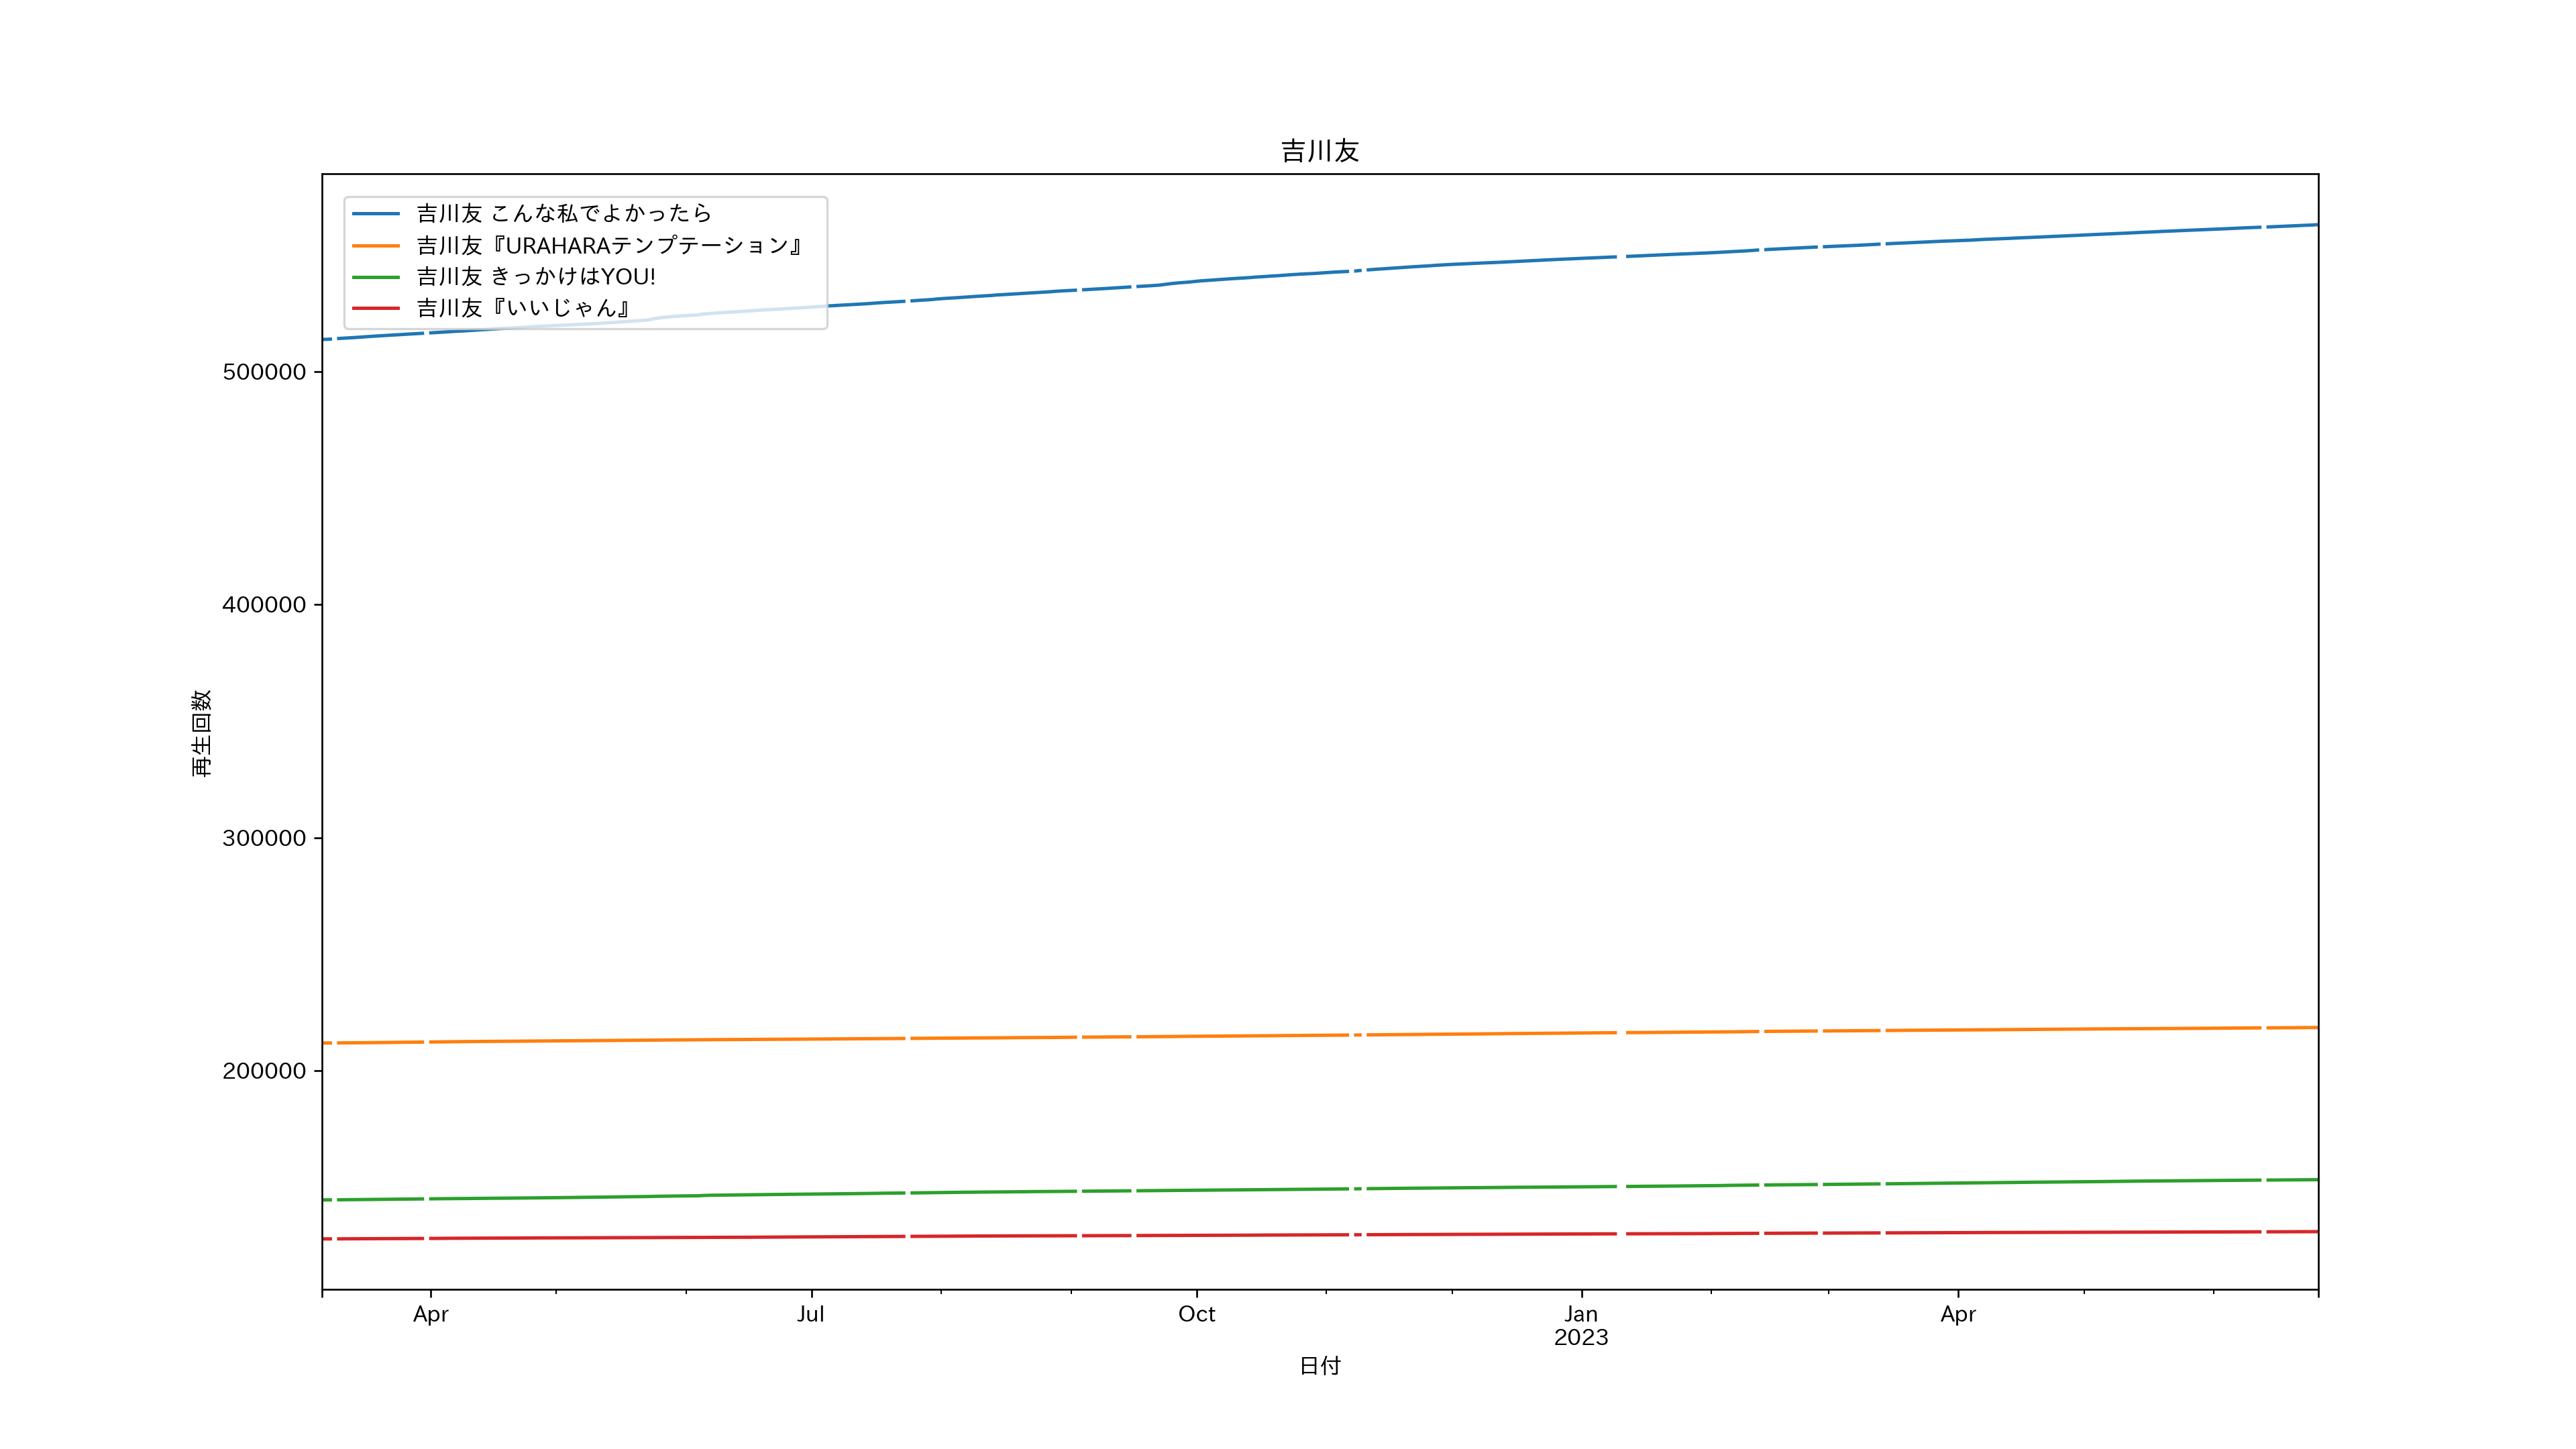 吉川友
吉川友 こんな私でよかったら
吉川友『URAHARAテンプテーション』
吉川友 きっかけはYOU!
吉川友『いいじゃん』
500000
400000
300000
200000
再生回数
Apr
Jul
Oct
Jan
2023
Apr
日付